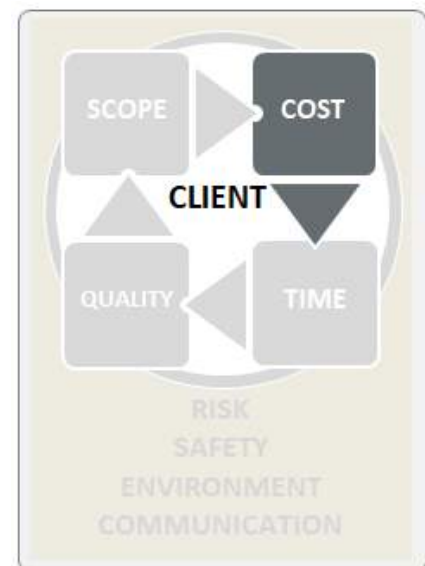 SCOPE COST
CLIENT
QUALITY TIME
RISK
SAFETY
ENVIRONMENT
COMMUNICATION